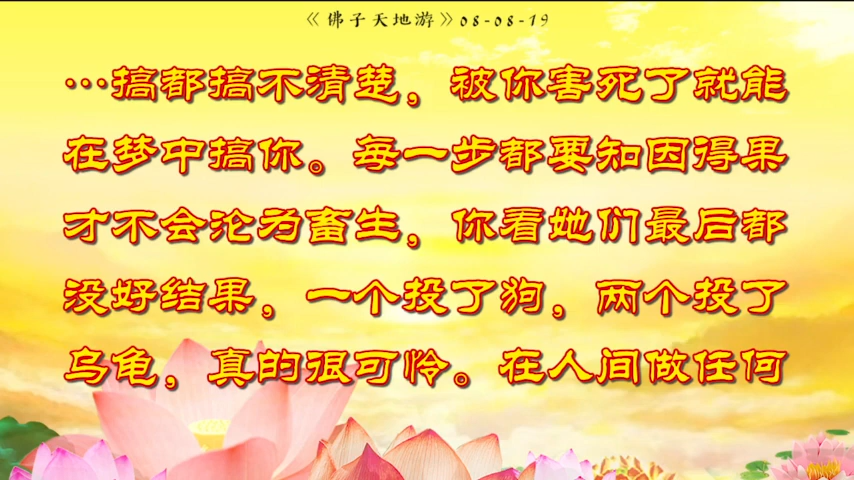 《佛子天地游》08-08-19
…搞都搞不清楚，被你害死了就能
在梦中搞你。每一步都要知因得果
才不会沦为畜生，你看她们最后都
没好结果，一个投了狗，两个投了
乌龟，真的很可怜。在人间做任何